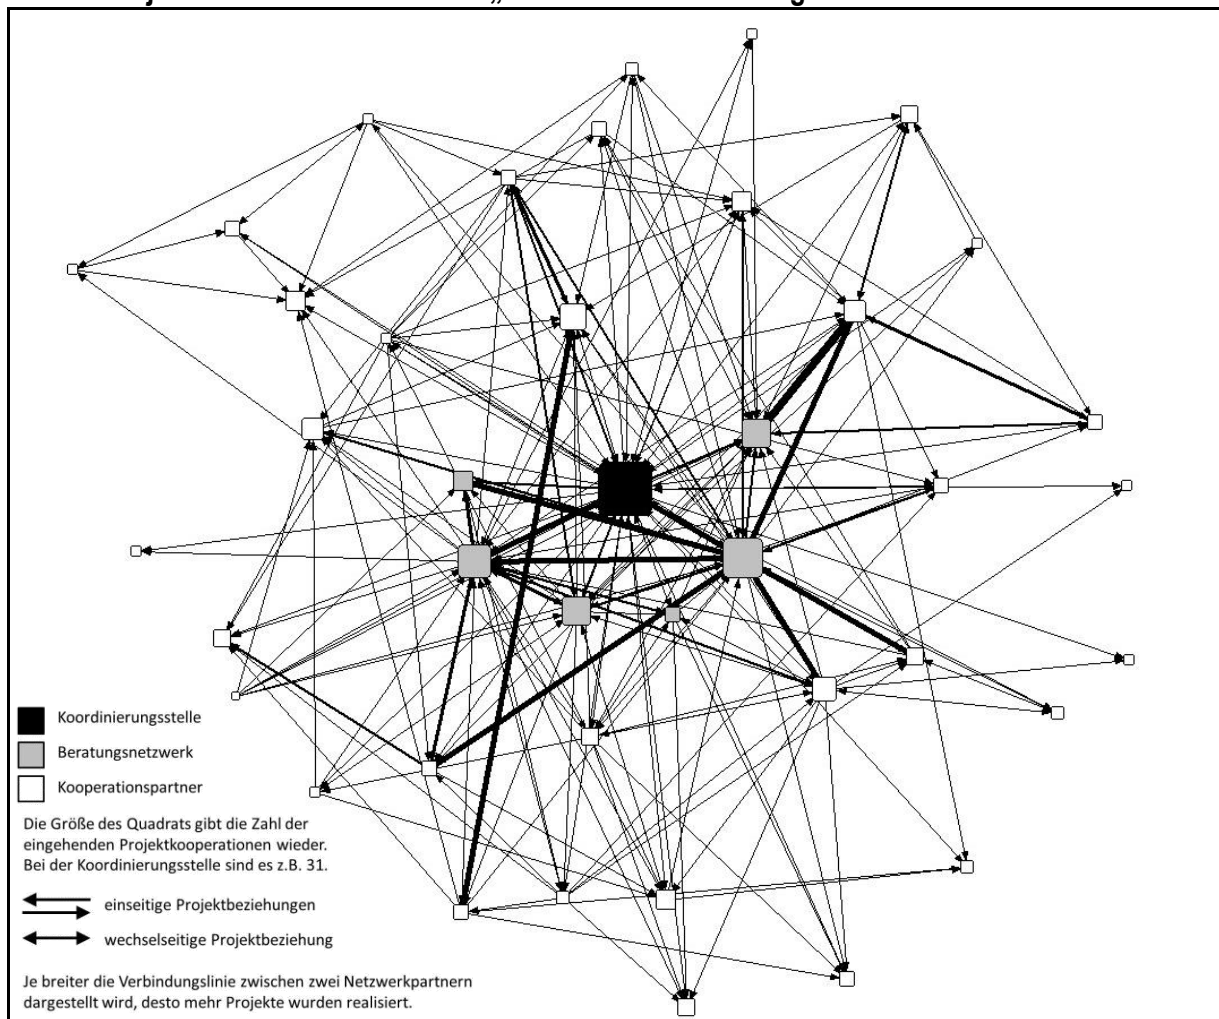 Koordinierungsstelle
Beratungsnetzwerk
Kooperationspartner
Die Größe des Quadrats gibt die Zahl der
eingehenden Projektkooperationen wieder.
Bei der Koordinierungsstelle sind es z.B. 31.
einseitige Projektbeziehungen
wechselseitige Projektbeziehung
Je breiter die Verbindungslinie zwischen zwei Netzwerkpartnern
dargestellt wird, desto mehr Projekte wurden realisiert.